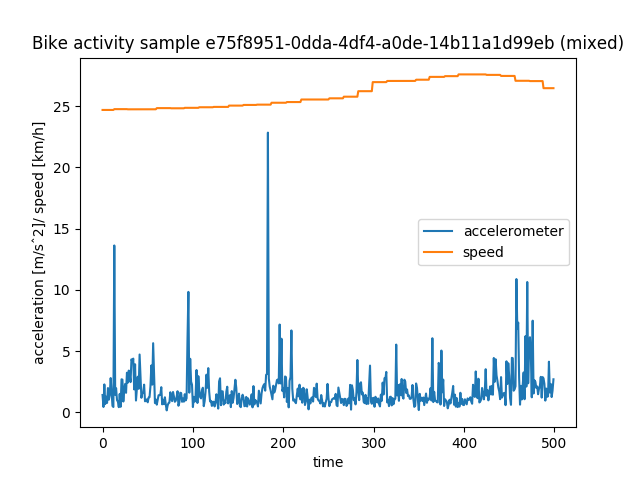 Bike activity sample e75f8951-0dda-4df4-a0de-14b11a1d99eb (mixed)
acceleration [m/s^2]/ speed [km/h]
25
20
15
10
5
0
accelerometer
speed
0 100 200 300 400 500
time